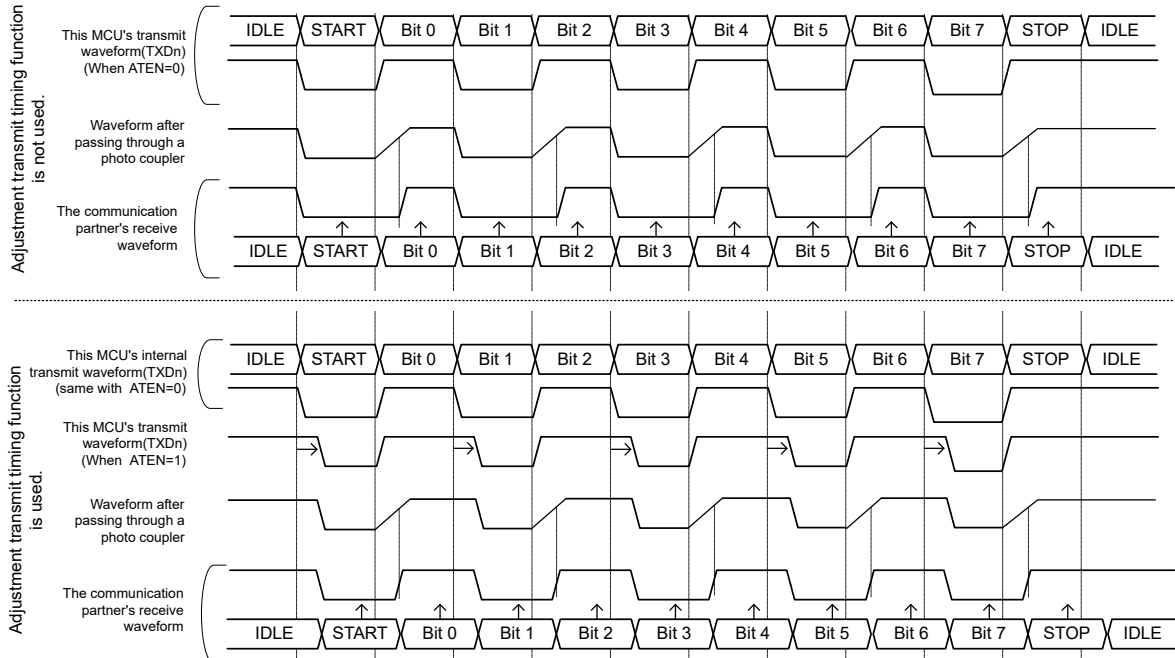 Adjustment transmit timing function
is not used.
This MCU's transmit
waveform(TXDn)
(When ATEN=0)
IDLE START Bit 0 Bit 1 Bit 2 Bit 3 Bit 4 Bit 5 Bit 6 Bit 7 STOP IDLE
Waveform after
passing through a
photo coupler
The communication
partner's receive
waveform
IDLE START Bit 0 Bit 1 Bit 2 Bit 3 Bit 4 Bit 5 Bit 6 Bit 7 STOP IDLE
Adjustment transmit timing function
is used.
This MCU's internal
transmit waveform(TXDn)
(same with ATEN=0)
IDLE START Bit 0 Bit 1 Bit 2 Bit 3 Bit 4 Bit 5 Bit 6 Bit 7 STOP IDLE
This MCU's transmit
waveform(TXDn)
(When ATEN=1)
Waveform after
passing through a
photo coupler
The communication
partner's receive
waveform
IDLE START Bit 0 Bit 1 Bit 2 Bit 3 Bit 4 Bit 5 Bit 6 Bit 7 STOP IDLE